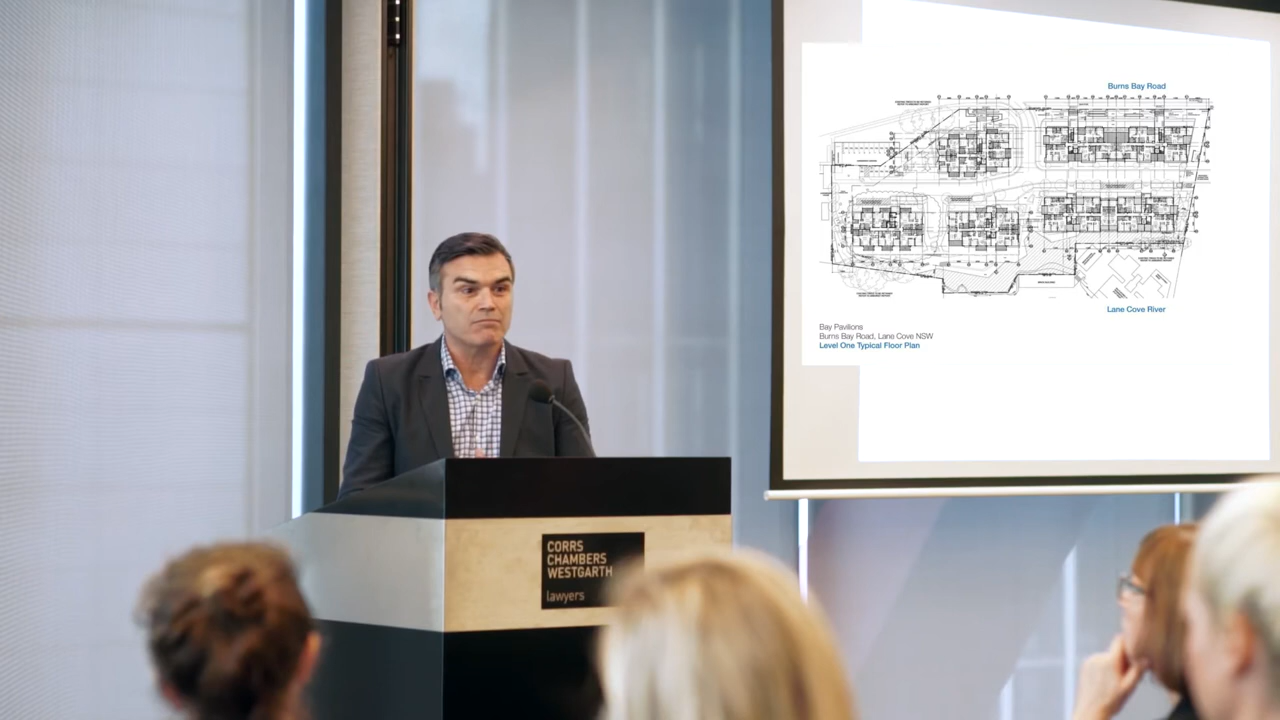 Burns Bay Road
Lane Cove River
Bay Pavilions
Burns Bay Road, Lane Cove NSW
Level One Typical Floor Plan
CORRS
CHAMBERS
WESTGARTH
lawyers